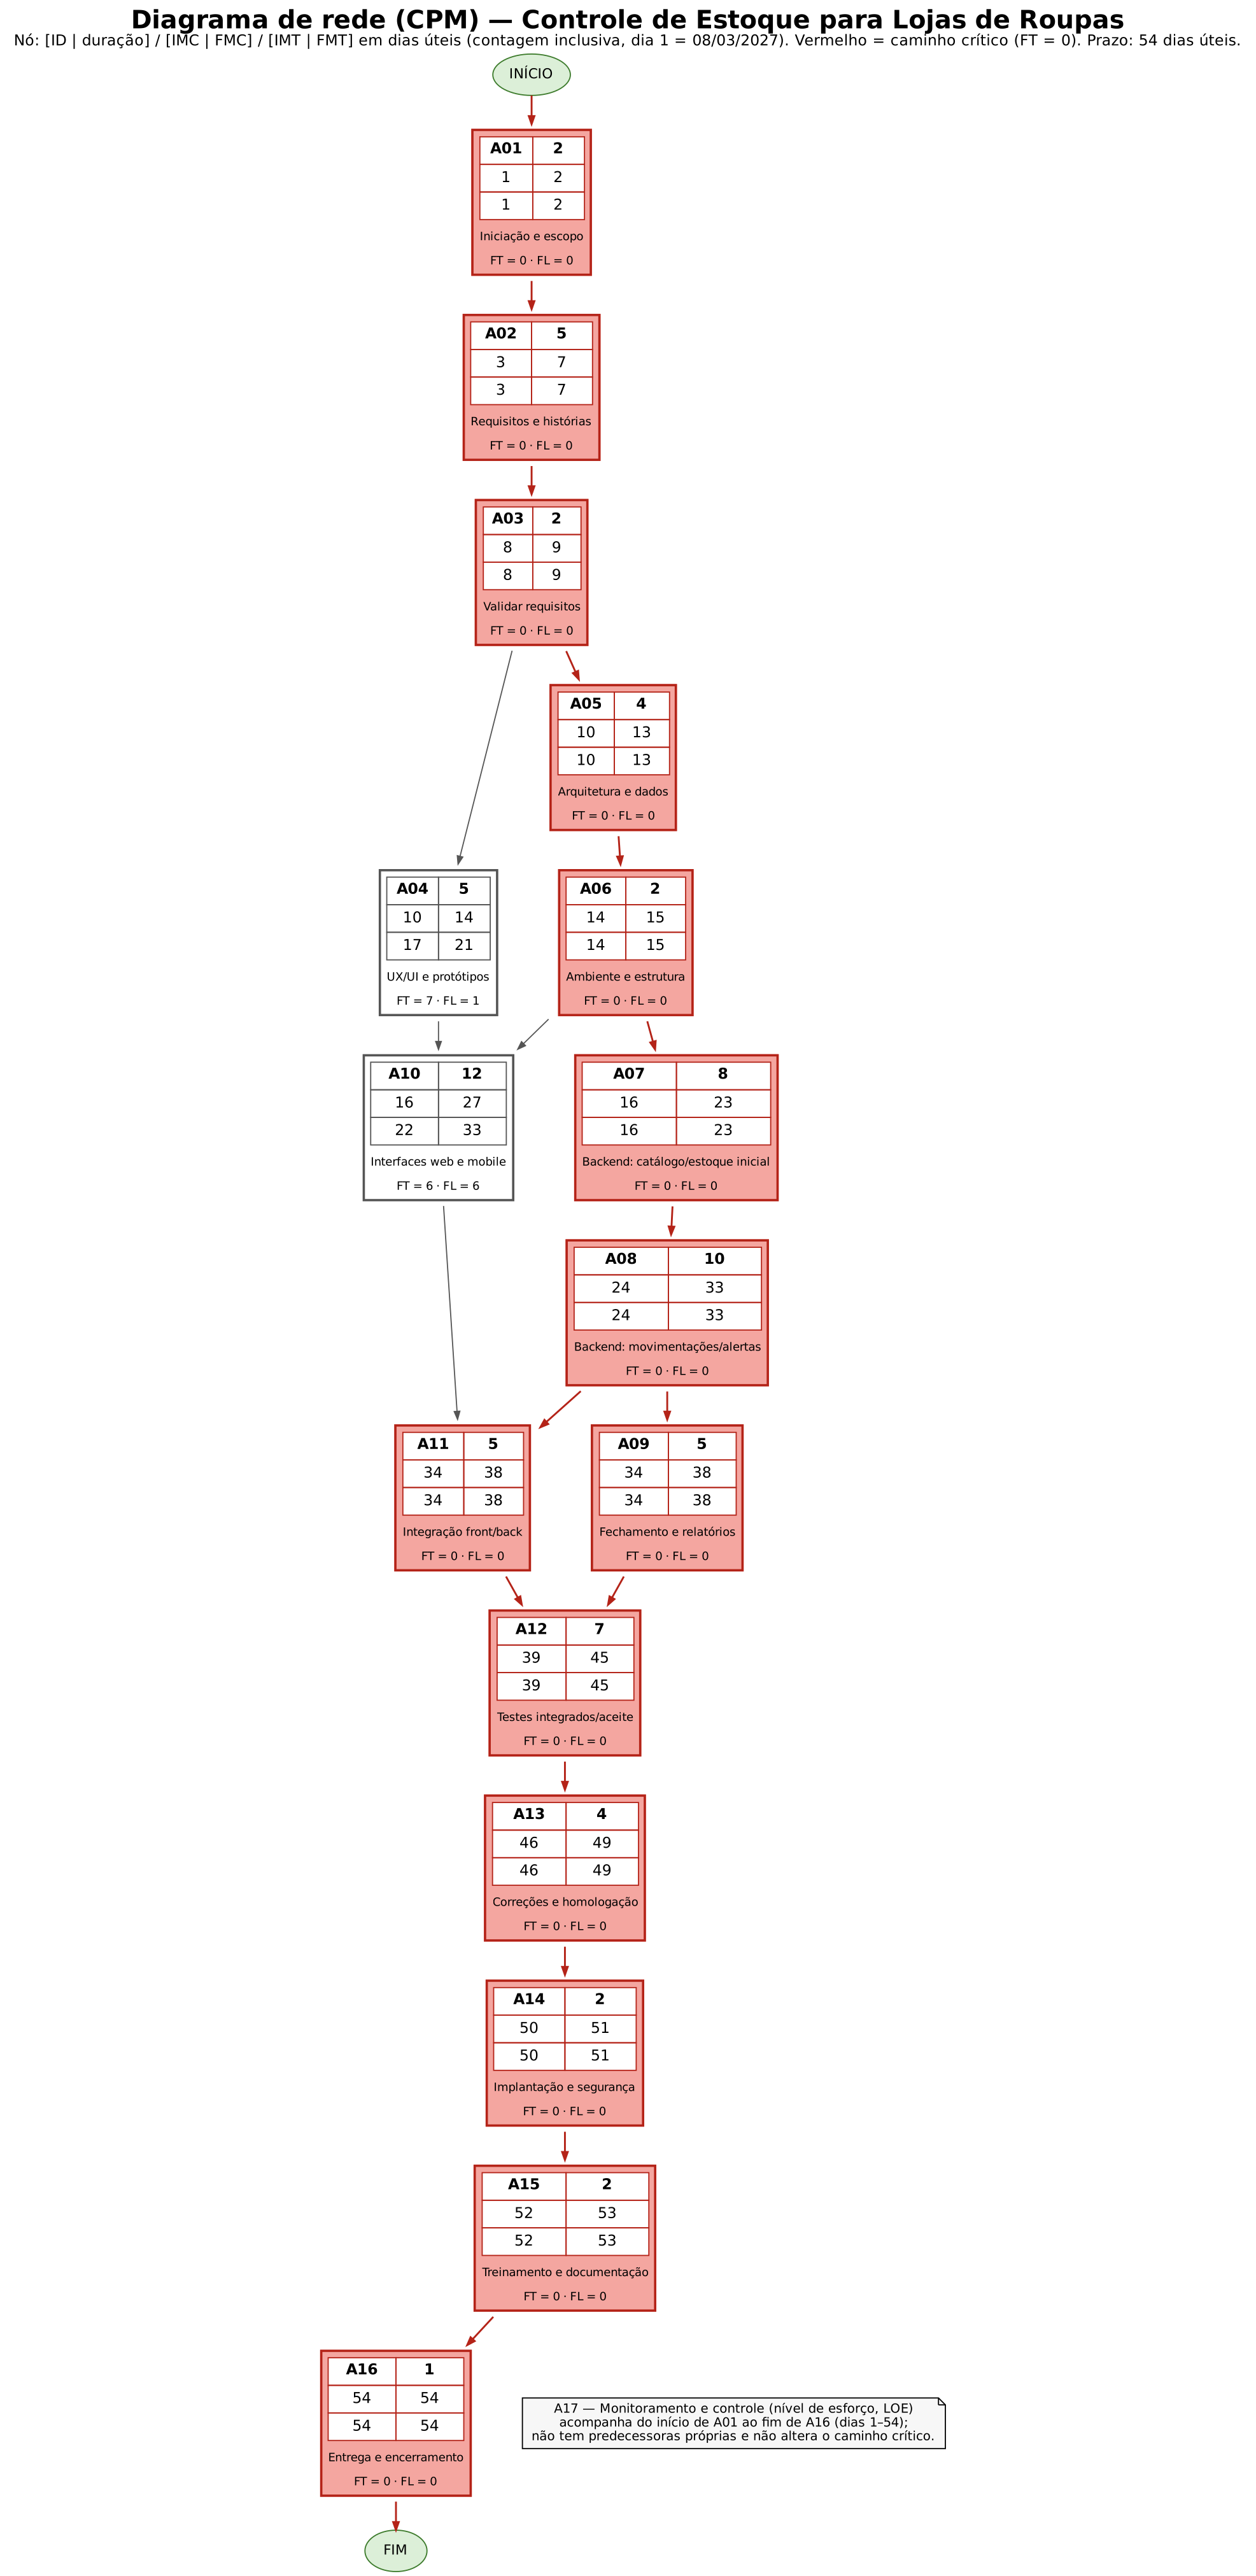 Diagrama de rede (CPM) — Controle de Estoque para Lojas de Roupas
Nó: [ID | duração] / [IMC | FMC] / [IMT | FMT] em dias úteis (contagem inclusiva, dia 1 = 08/03/2027). Vermelho = caminho crítico (FT = 0). Prazo: 54 dias úteis.
INÍCIO
A01 2
1 2
1 2
Iniciação e escopo
FT = 0 · FL = 0
A02 5
3 7
3 7
Requisitos e histórias
FT = 0 · FL = 0
A03 2
8 9
8 9
Validar requisitos
FT = 0 · FL = 0
A05 4
10 13
10 13
Arquitetura e dados
FT = 0 · FL = 0
A04 5
10 14
17 21
UX/UI e protótipos
FT = 7 · FL = 1
A06 2
14 15
14 15
Ambiente e estrutura
FT = 0 · FL = 0
A10 12
16 27
22 33
Interfaces web e mobile
FT = 6 · FL = 6
A07 8
16 23
16 23
Backend: catálogo/estoque inicial
FT = 0 · FL = 0
A08 10
24 33
24 33
Backend: movimentações/alertas
FT = 0 · FL = 0
A11 5
34 38
34 38
Integração front/back
FT = 0 · FL = 0
A09 5
34 38
34 38
Fechamento e relatórios
FT = 0 · FL = 0
A12 7
39 45
39 45
Testes integrados/aceite
FT = 0 · FL = 0
A13 4
46 49
46 49
Correções e homologação
FT = 0 · FL = 0
A14 2
50 51
50 51
Implantação e segurança
FT = 0 · FL = 0
A15 2
52 53
52 53
Treinamento e documentação
FT = 0 · FL = 0
A16 1
54 54
54 54
Entrega e encerramento
FT = 0 · FL = 0
A17 — Monitoramento e controle (nível de esforço, LOE)
acompanha do início de A01 ao fim de A16 (dias 1–54);
não tem predecessoras próprias e não altera o caminho crítico.
FIM